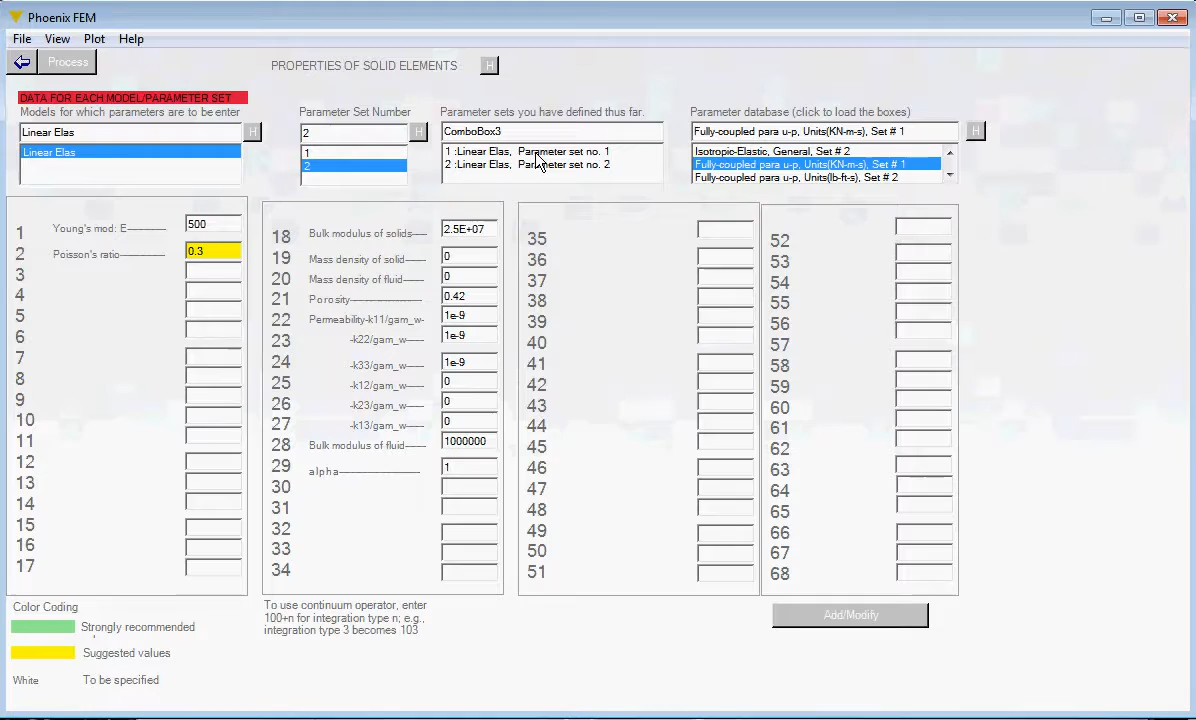 Phoenix FEM
File View Plot Help
Process
PROPERTIES OF SOLID ELEMENTS H
DATA FOR EACH MODEL/PARAMETER SET
Models for which parameters are to be enter
Linear Elas H
Linear Elas
Parameter Set Number
2 H
1
2
Parameter sets you have defined thus far.
ComboBox3
1 :Linear Elas, Parameter set no. 1
2 :Linear Elas, Parameter set no. 2
Parameter database (click to load the boxes)
Fully-coupled para u-p, Units(KN-m-s), Set # 1 H
Isotropic-Elastic, General, Set # 2
Fully-coupled para u-p, Units(KN-m-s), Set # 1
Fully-coupled para u-p, Units(lb-ft-s), Set # 2
1 Young's mod: E-------- 500
2 Poisson's ratio--------- 0.3
3
4
5
6
7
8
9
10
11
12
13
14
15
16
17
18 Bulk modulus of solids---- 2.5E+07
19 Mass density of solid----- 0
20 Mass density of fluid----- 0
21 Porosity----------------- 0.42
22 Permeability-k11/gam_w- 1e-9
23 -k22/gam_w----- 1e-9
24 -k33/gam_w----- 1e-9
25 -k12/gam_w----- 0
26 -k23/gam_w----- 0
27 -k13/gam_w----- 0
28 Bulk modulus of fluid----- 1000000
29 alpha------------------- 1
30
31
32
33
34
35
36
37
38
39
40
41
42
43
44
45
46
47
48
49
50
51
52
53
54
55
56
57
58
59
60
61
62
63
64
65
66
67
68
Color Coding
Strongly recommended
Suggested values
White To be specified
To use continuum operator, enter
100+n for integration type n; e.g.,
integration type 3 becomes 103
Add/Modify